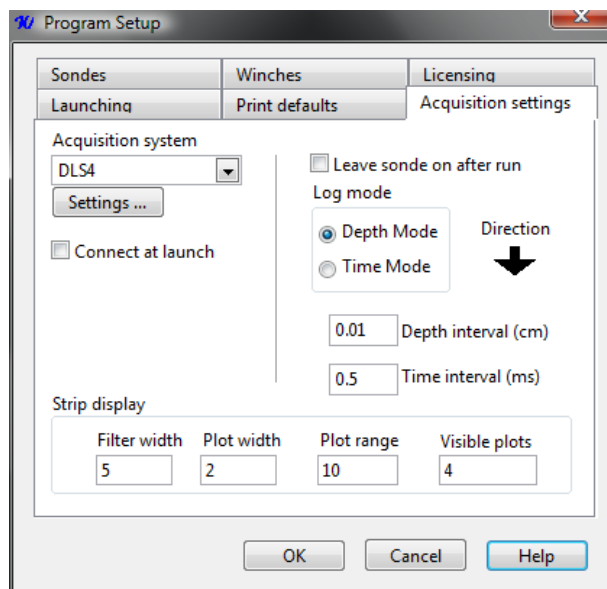 Program Setup
Sondes Winches Licensing
Launching Print defaults Acquisition settings
Acquisition system
DLS4
Settings ...
Connect at launch
Leave sonde on after run
Log mode
Depth Mode
Time Mode
Direction
0.01 Depth interval (cm)
0.5 Time interval (ms)
Strip display
Filter width Plot width Plot range Visible plots
5 2 10 4
OK Cancel Help